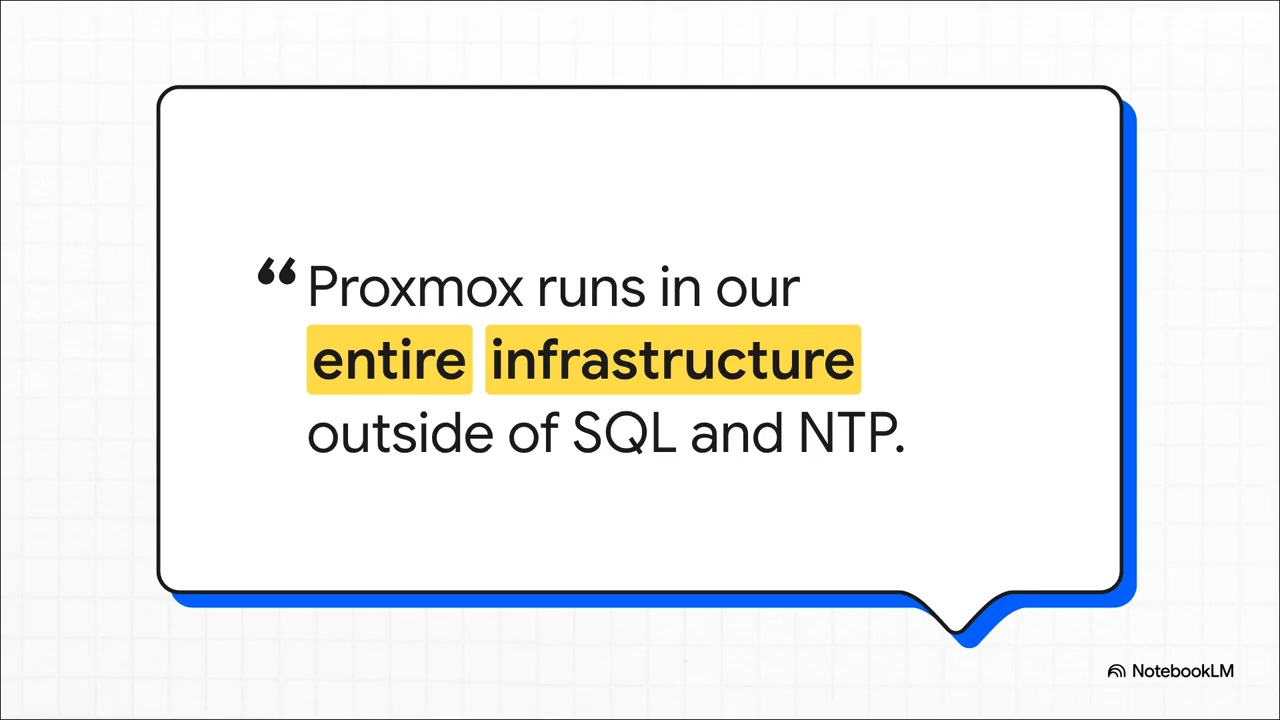 “Proxmox runs in our
entire infrastructure
outside of SQL and NTP.
NotebookLM